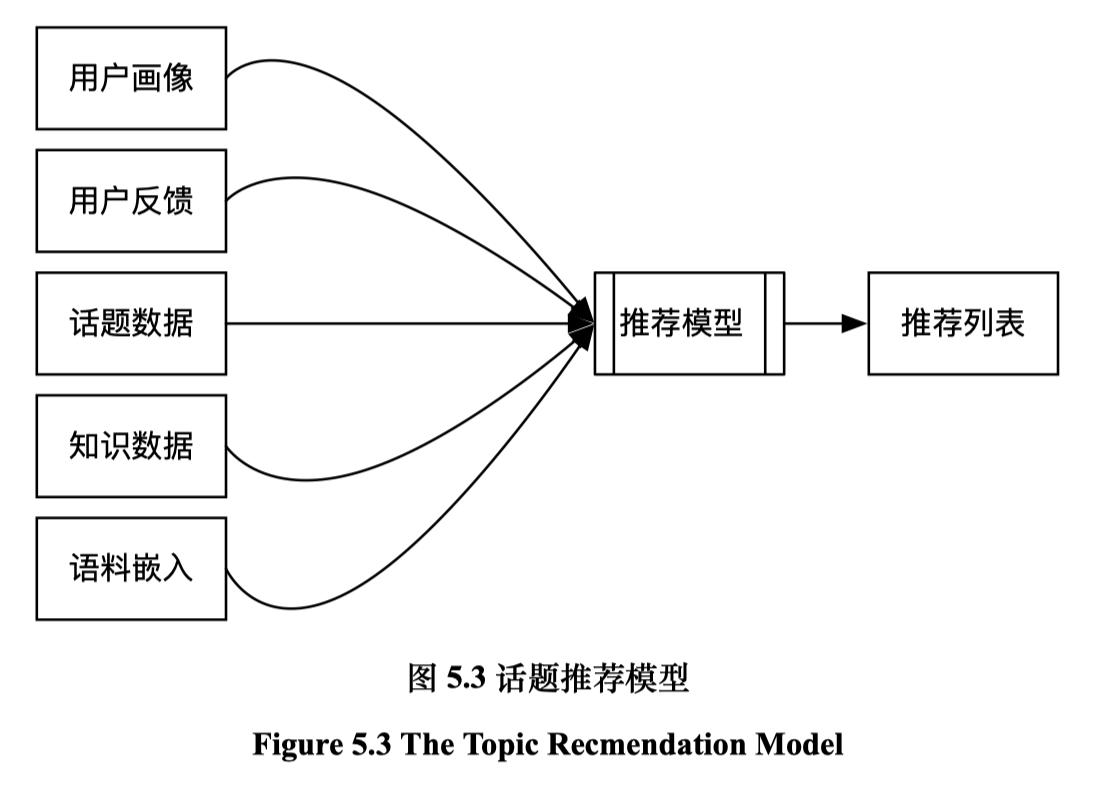 用户画像
用户反馈
话题数据
知识数据
语料嵌入
推荐模型
推荐列表
图 5.3 话题推荐模型
Figure 5.3 The Topic Recmendation Model